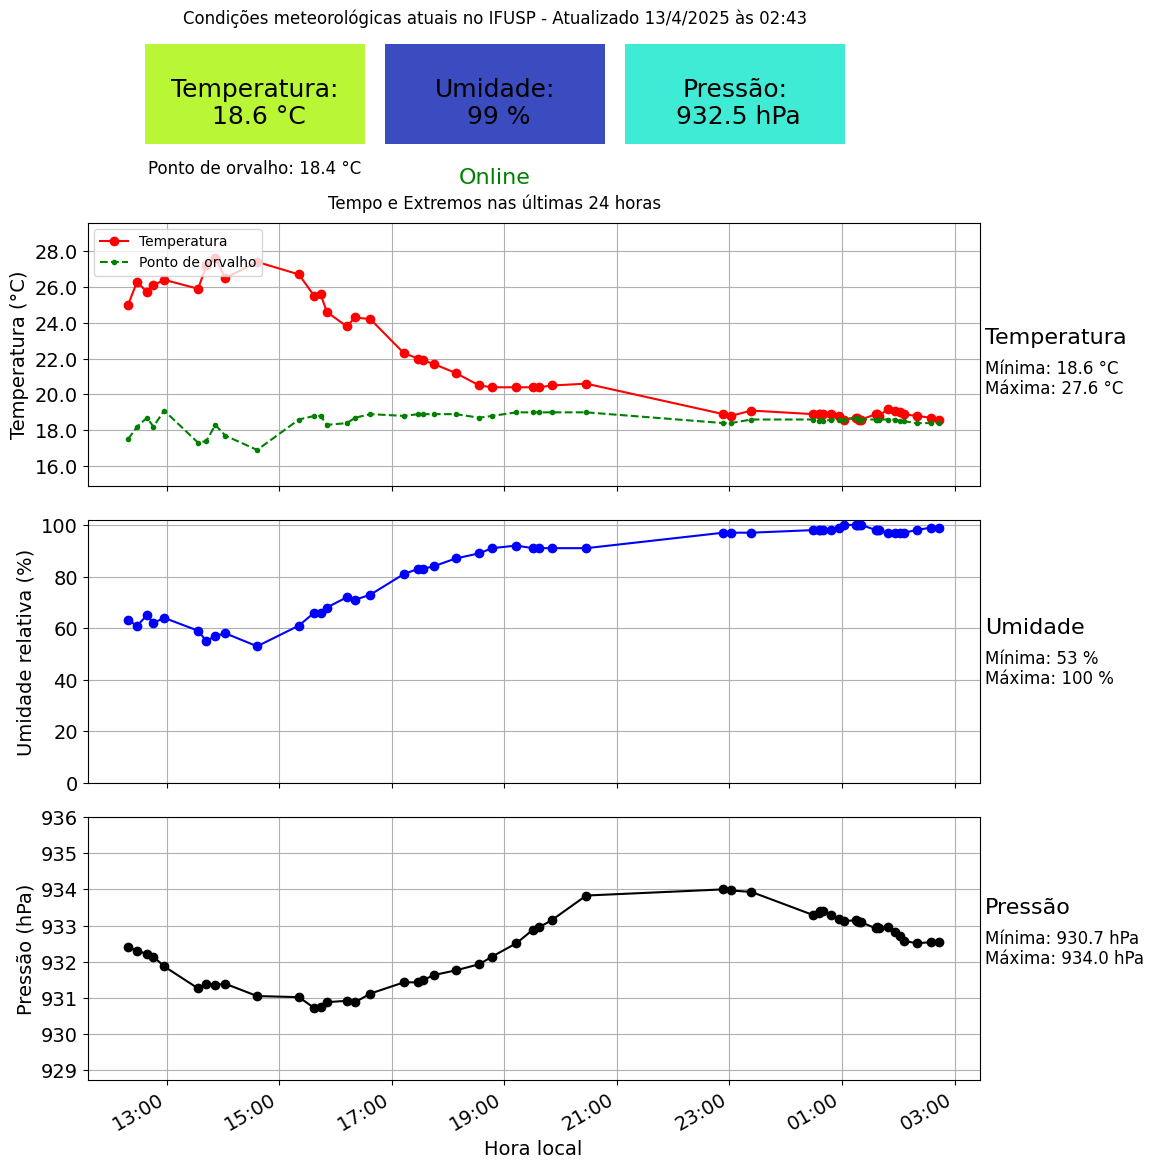 Condições meteorológicas atuais no IFUSP - Atualizado 13/4/2025 às 02:43
Temperatura:
18.6 °C
Umidade:
99 %
Pressão:
932.5 hPa
Ponto de orvalho: 18.4 °C
Online
Tempo e Extremos nas últimas 24 horas
Temperatura
Ponto de orvalho
Temperatura (°C)
28.0
26.0
24.0
22.0
20.0
18.0
16.0
Temperatura
Mínima: 18.6 °C
Máxima: 27.6 °C
Umidade relativa (%)
100
80
60
40
20
0
Umidade
Mínima: 53 %
Máxima: 100 %
Pressão (hPa)
936
935
934
933
932
931
930
929
Pressão
Mínima: 930.7 hPa
Máxima: 934.0 hPa
13:00
15:00
17:00
19:00
21:00
23:00
01:00
03:00
Hora local